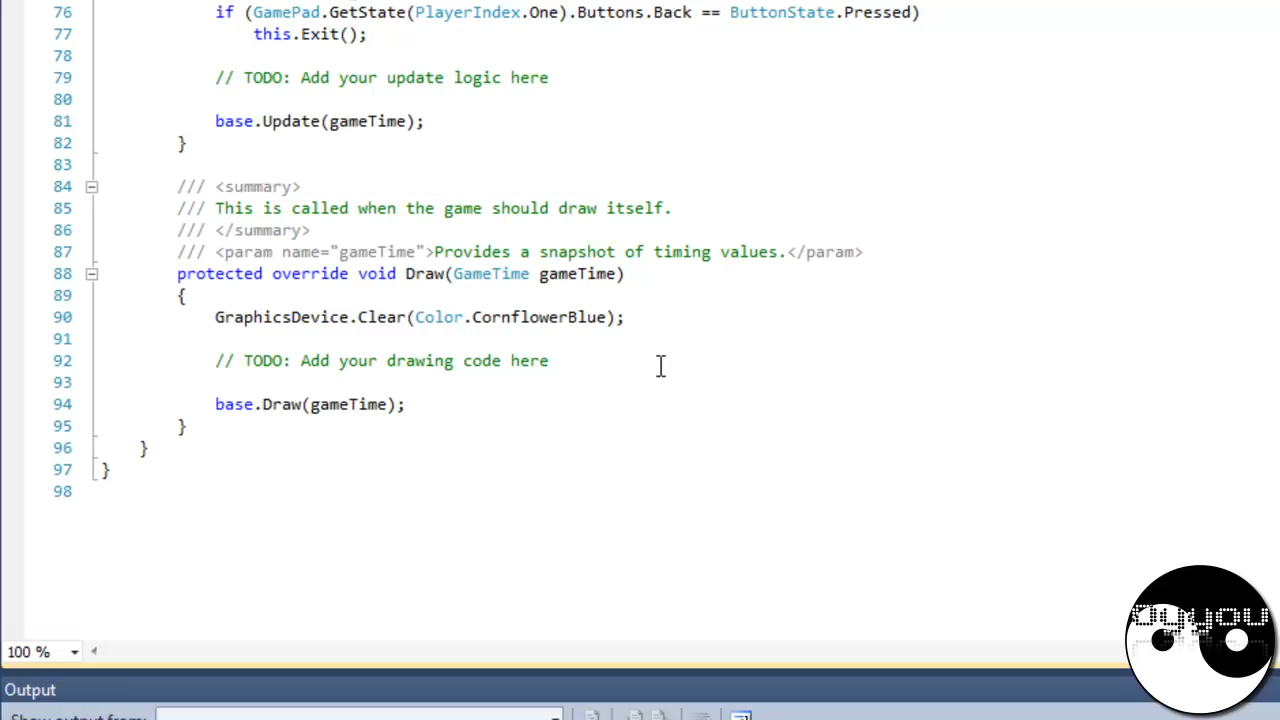 76 if (GamePad.GetState(PlayerIndex.One).Buttons.Back == ButtonState.Pressed)
77 this.Exit();
78
79 // TODO: Add your update logic here
80
81 base.Update(gameTime);
82 }
83
84 /// <summary>
85 /// This is called when the game should draw itself.
86 /// </summary>
87 /// <param name="gameTime">Provides a snapshot of timing values.</param>
88 protected override void Draw(GameTime gameTime)
89 {
90 GraphicsDevice.Clear(Color.CornflowerBlue);
91
92 // TODO: Add your drawing code here
93
94 base.Draw(gameTime);
95 }
96 }
97 }
98
100 %
Output
Show output from: